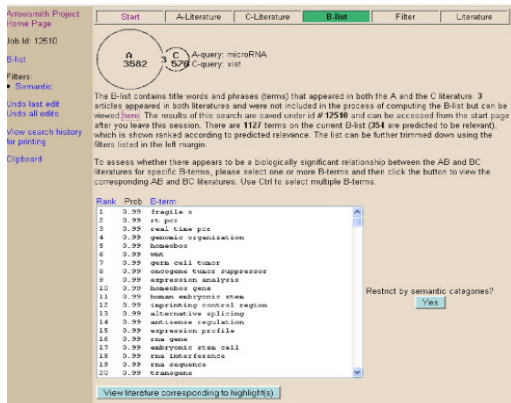 Arrowsmith Project
Home Page
Start
A-Literature
C-Literature
B-list
Filter
Literature
Job Id: 12510
B-list
Filters:
• Semantic
Undo last edit
Undo all edits
View search history
for printing
Clipboard
A
3582
3
C
576
A-query: microRNA
C-query: xist
The B-list contains title words and phrases (terms) that appeared in both the A and the C literature. 3
articles appeared in both literatures and were not included in the process of computing the B-list but can be
viewed here. The results of this search are saved under id # 12510 and can be accessed from the start page
after you leave this session. There are 1127 terms on the current B-list (354 are predicted to be relevant),
which is shown ranked according to predicted relevance. The list can be further trimmed down using the
filters listed in the left margin.
To assess whether there appears to be a biologically significant relationship between the AB and BC
literatures for specific B-terms, please select one or more B-terms and then click the button to view the
corresponding AB and BC literatures. Use Ctrl to select multiple B-terms.
Rank Prob B-term
1 0.99 fragile x
2 0.99 rt pcr
3 0.99 real time pcr
4 0.99 genomic organization
5 0.99 homeobox
6 0.99 wnt
7 0.99 germ cell tumor
8 0.99 oncogene tumor suppressor
9 0.99 expression analysis
10 0.99 homeobox gene
11 0.99 human embryonic stem
12 0.99 imprinting control region
13 0.99 alternative splicing
14 0.99 antisense regulation
15 0.99 expression profile
16 0.99 rna gene
17 0.99 embryonic stem cell
18 0.99 rna interference
19 0.99 rna sequence
20 0.99 transgene
Restrict by semantic categories?
Yes
View literature corresponding to highlight(s)